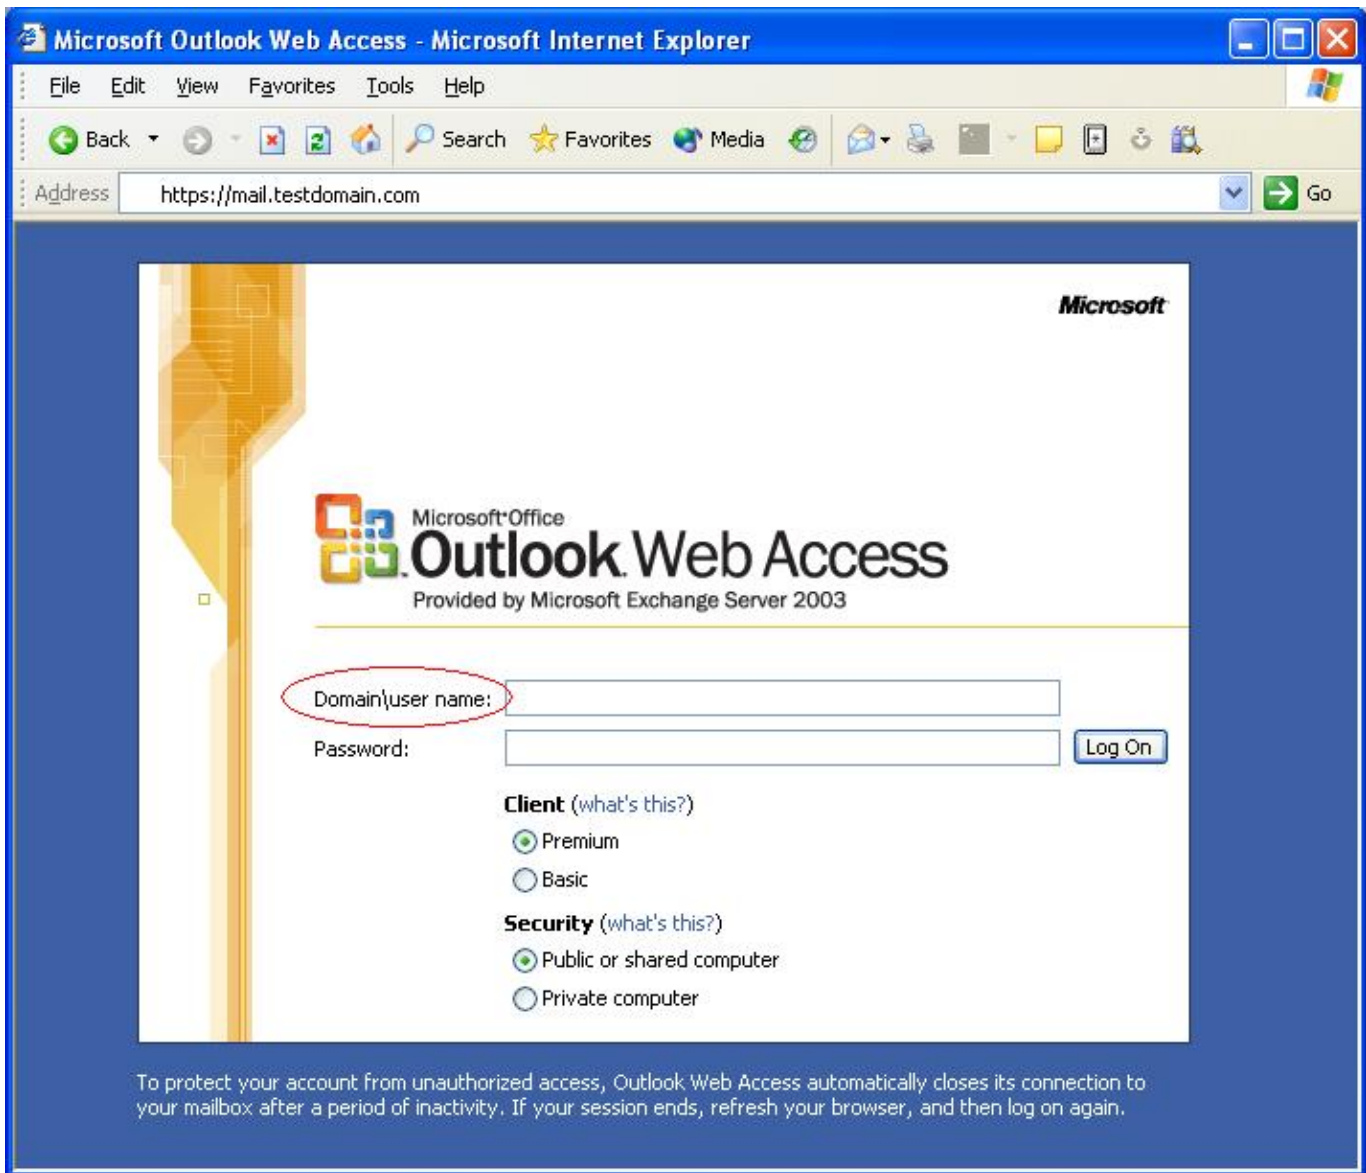 Microsoft Outlook Web Access - Microsoft Internet Explorer
File Edit View Favorites Tools Help
Back Search Favorites Media
Address https://mail.testdomain.com Go
Microsoft
Microsoft Office
Outlook Web Access
Provided by Microsoft Exchange Server 2003
Domain\user name:
Password: Log On
Client (what's this?)
Premium
Basic
Security (what's this?)
Public or shared computer
Private computer
To protect your account from unauthorized access, Outlook Web Access automatically closes its connection to
your mailbox after a period of inactivity. If your session ends, refresh your browser, and then log on again.